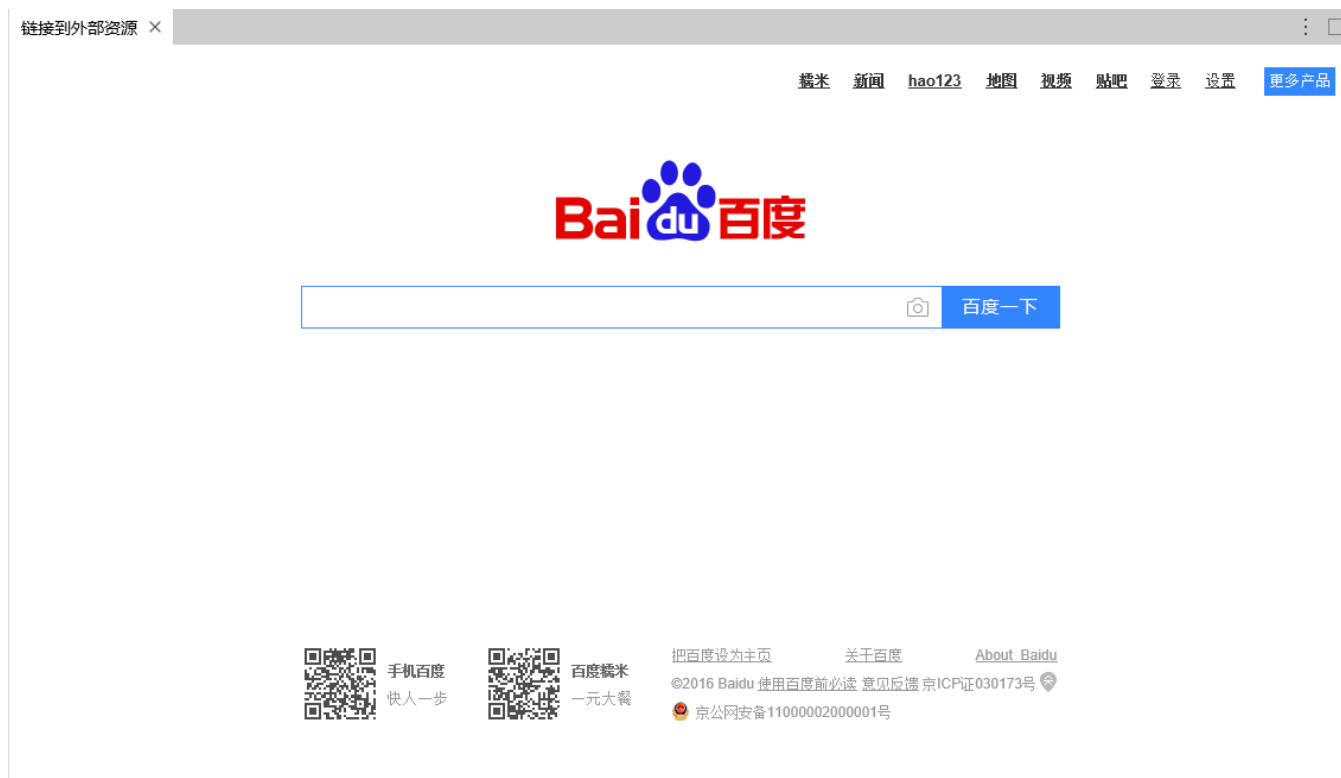 链接到外部资源
糯米 新闻 hao123 地图 视频 贴吧 登录 设置 更多产品
Bai du 百度
百度一下
手机百度
快人一步
百度糯米
一元大餐
把百度设为主页 关于百度 About Baidu
©2016 Baidu 使用百度前必读 意见反馈 京ICP证030173号
京公网安备11000002000001号